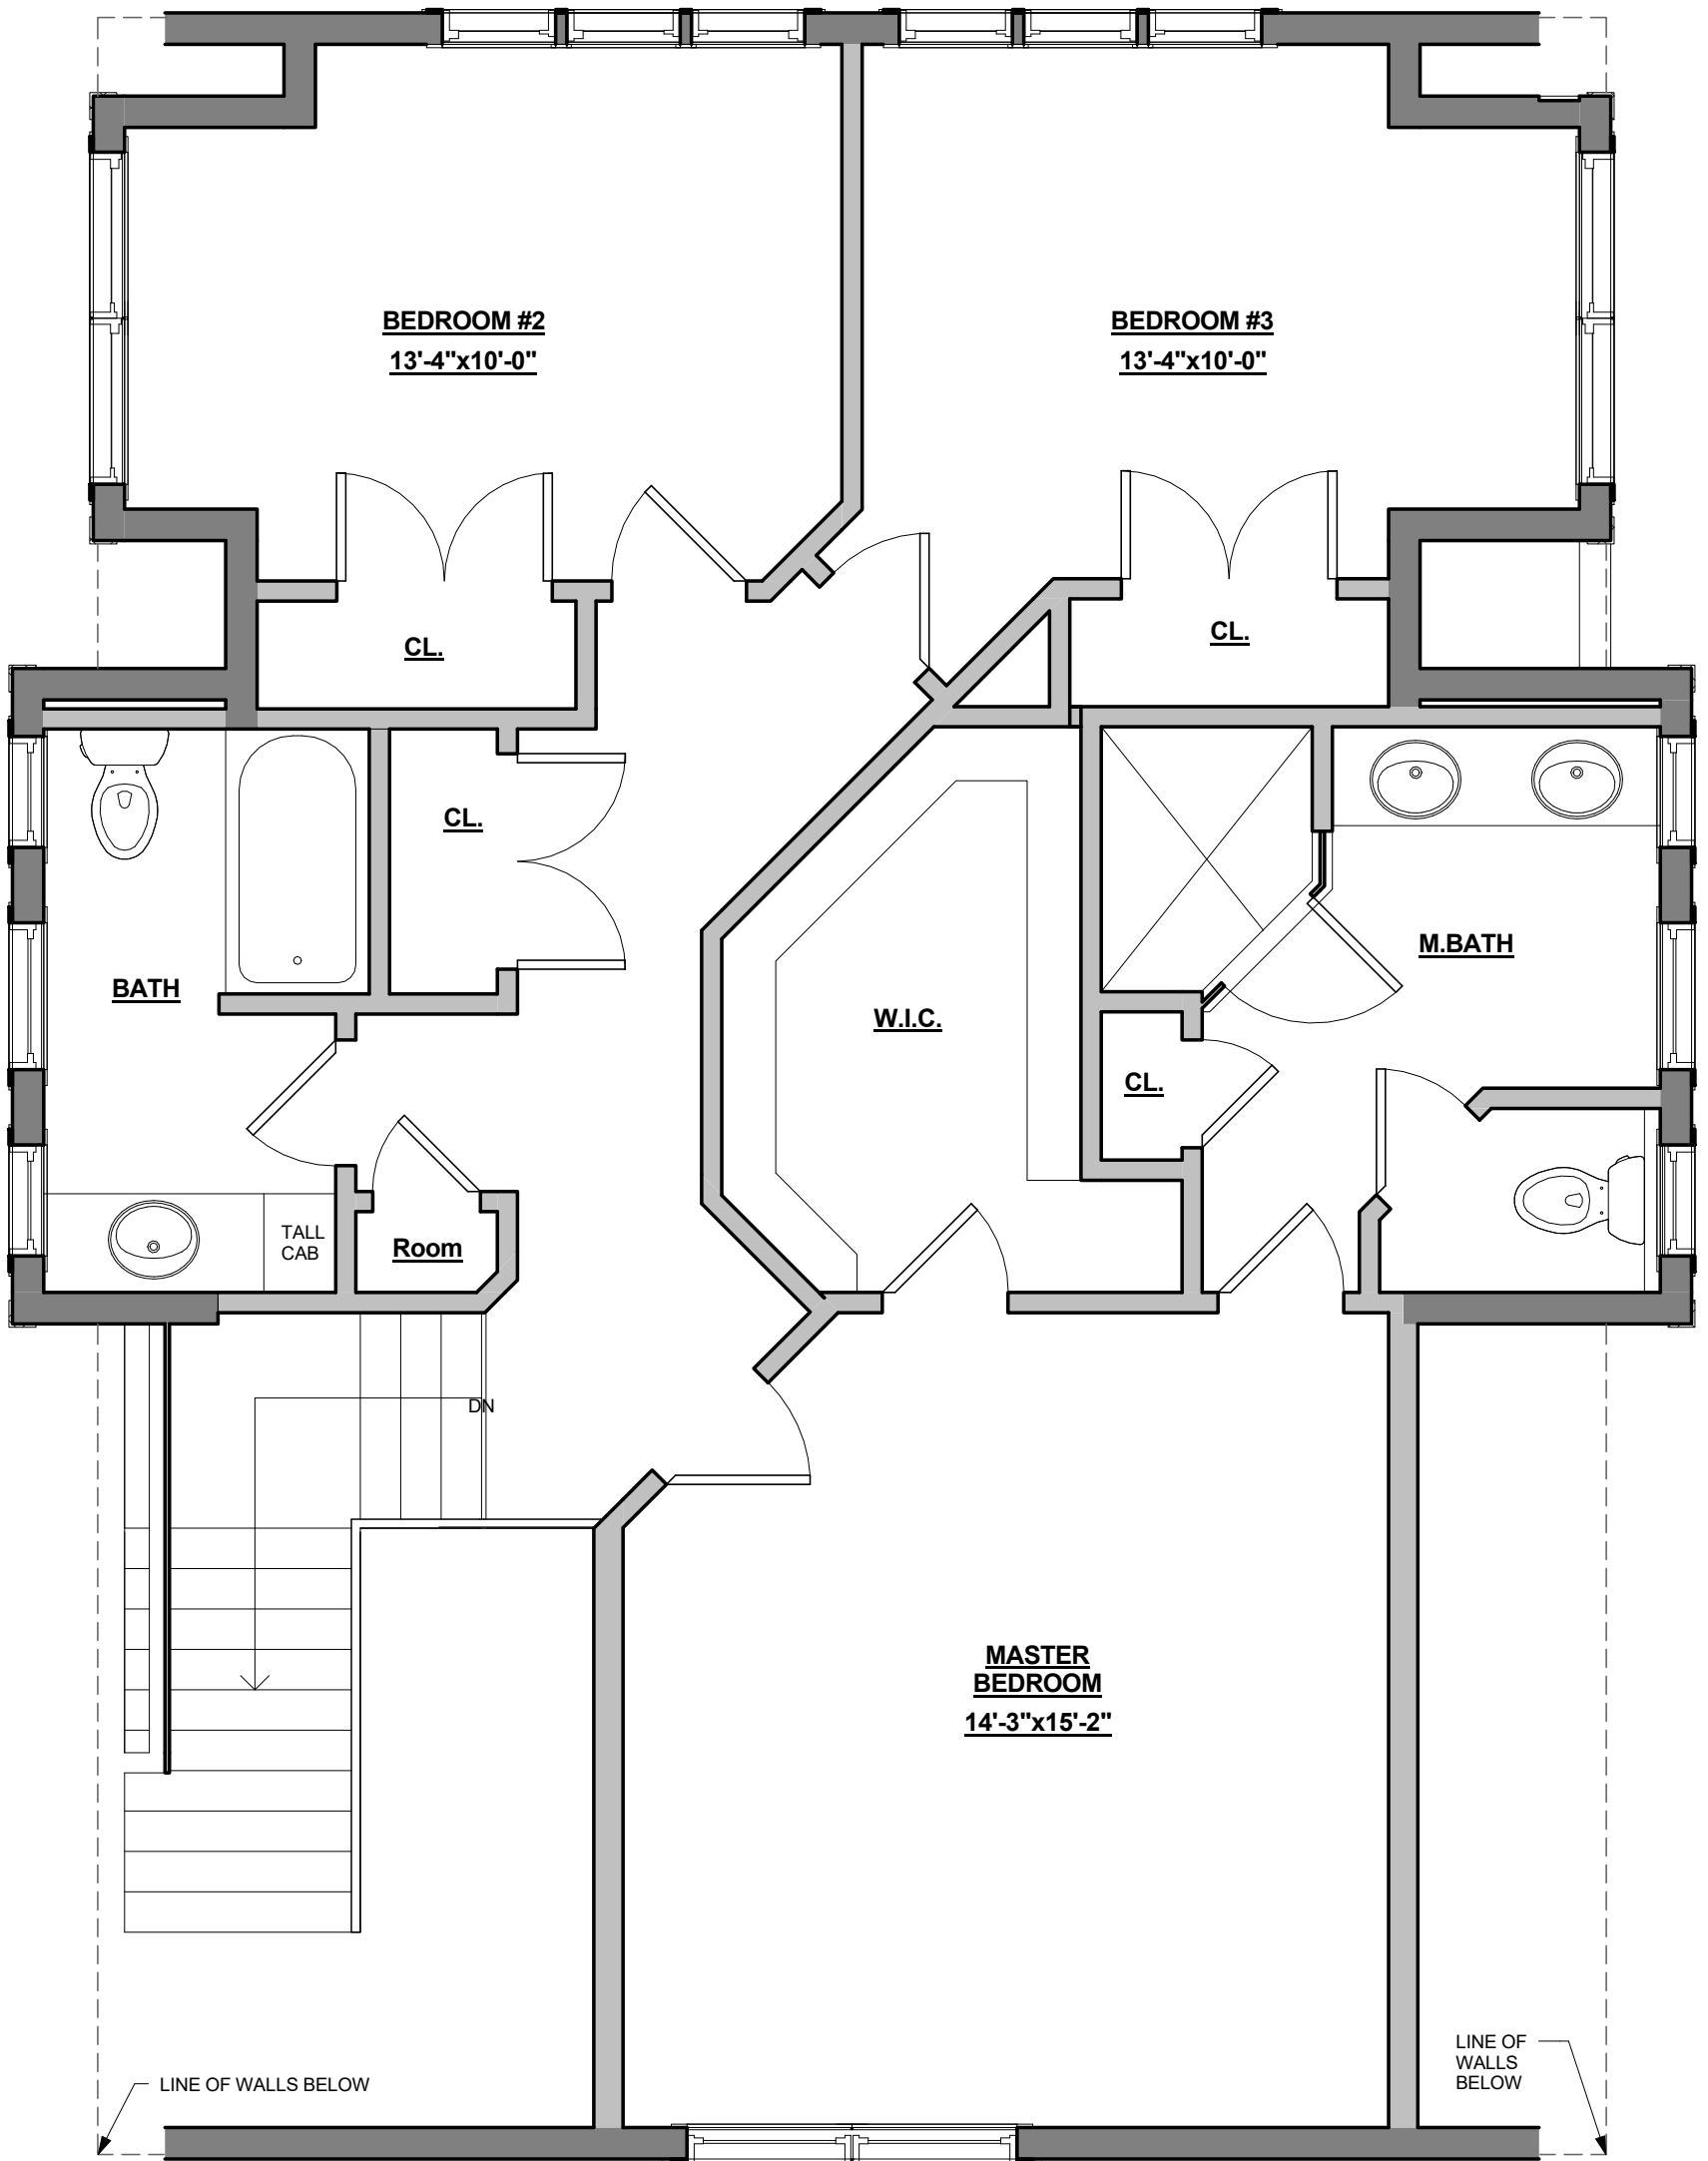 BEDROOM #2
13'-4"x10'-0"
BEDROOM #3
13'-4"x10'-0"
CL.
CL.
CL.
BATH
W.I.C.
M.BATH
CL.
TALL
CAB
Room
DN
MASTER
BEDROOM
14'-3"x15'-2"
LINE OF WALLS BELOW
LINE OF
WALLS
BELOW